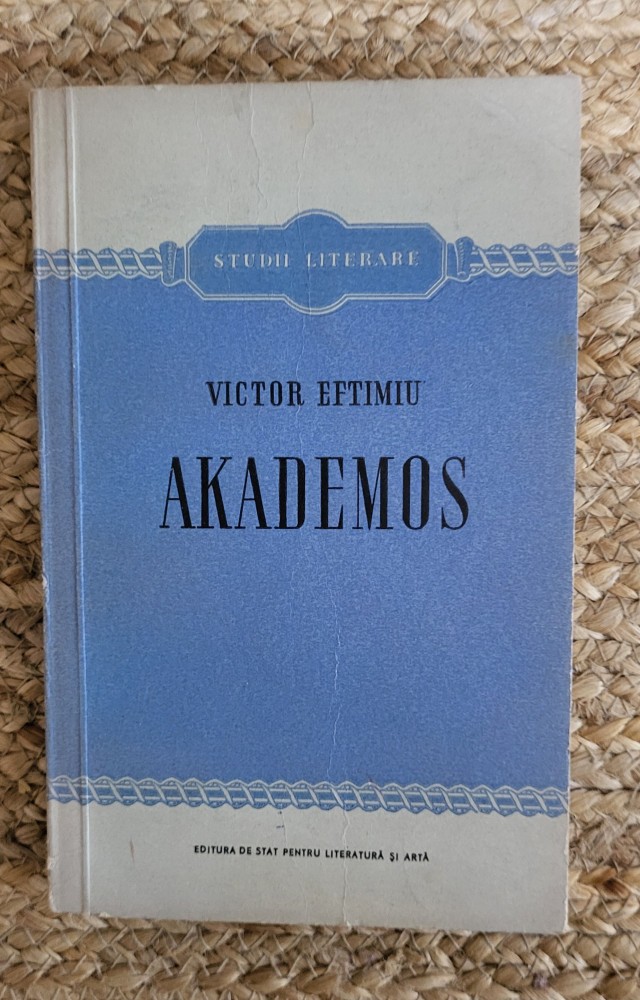 STUDII LITERARE
VICTOR EFTIMIU
AKADEMOS
EDITURA DE STAT PENTRU LITERATURĂ ȘI ARTĂ